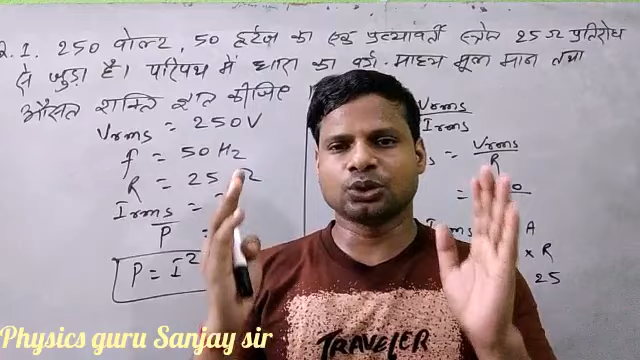 Q.1. 250 वोल्ट, 50 हर्टज का एक प्रत्यावर्ती स्त्रोत 25 Ω प्रतिरोध
से जुड़ा है। परिपथ में धारा का वर्ग माध्य मूल मान तथा
औसत शक्ति ज्ञात कीजिए
Vrms = 250V
f = 50 Hz
R = 25 Ω
Irms =
P =
P = I²
Vrms
Irms
= Vrms
R
=
A
× R
25
Physics guru Sanjay sir
TRAVELER